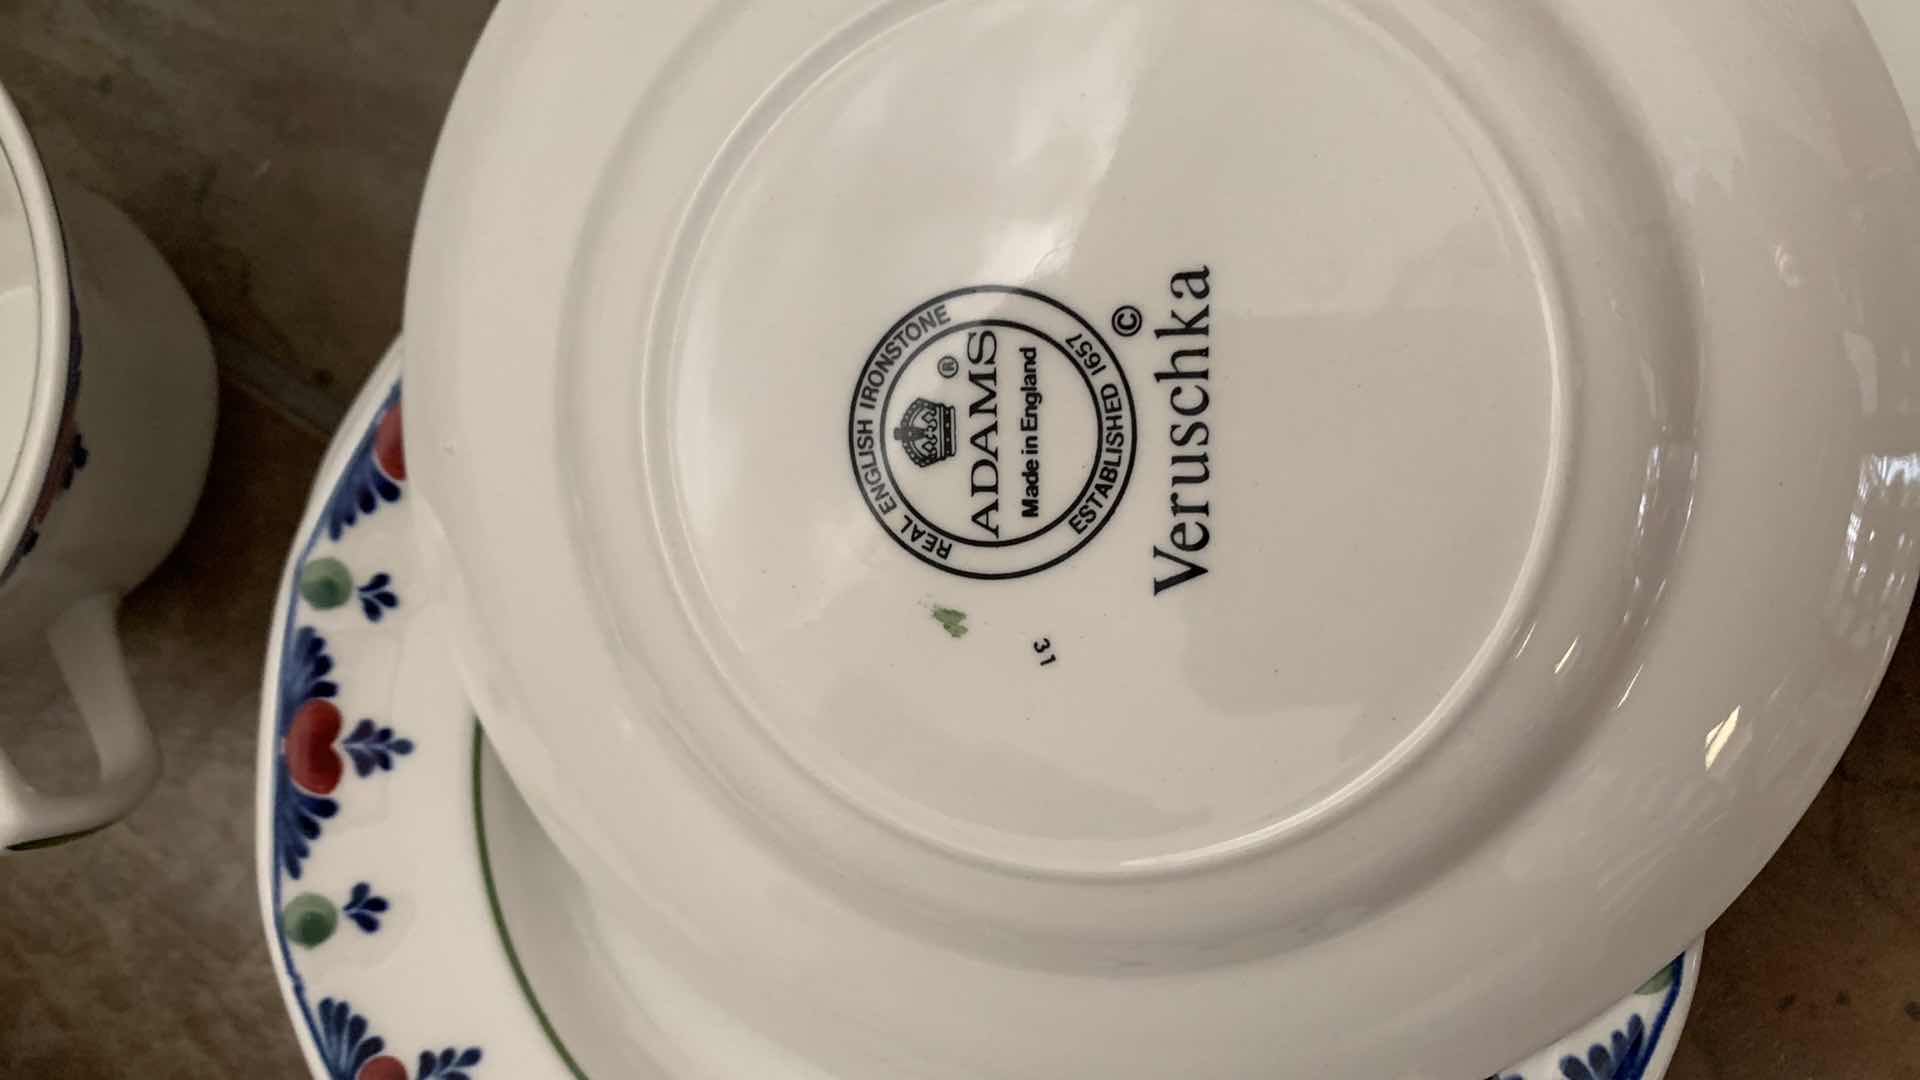 REAL ENGLISH IRONSTONE
®
ADAMS
Made in England
ESTABLISHED 1657
©
Veruschka
31